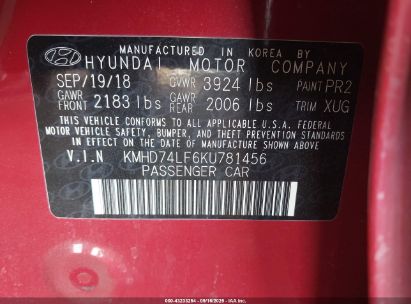 MANUFACTURED IN KOREA BY
HYUNDAI MOTOR COMPANY
SEP/19/18 GVWR 3924 lbs PAINT PR2
GAWR FRONT 2183 lbs GAWR REAR 2006 lbs TRIM XUG
THIS VEHICLE CONFORMS TO ALL APPLICABLE U.S. FEDERAL
MOTOR VEHICLE SAFETY, BUMPER, AND THEFT PREVENTION STANDARDS
IN EFFECT ON THE DATE OF MANUFACTURE SHOWN ABOVE.
V.I.N KMHD74LF6KU781456
PASSENGER CAR